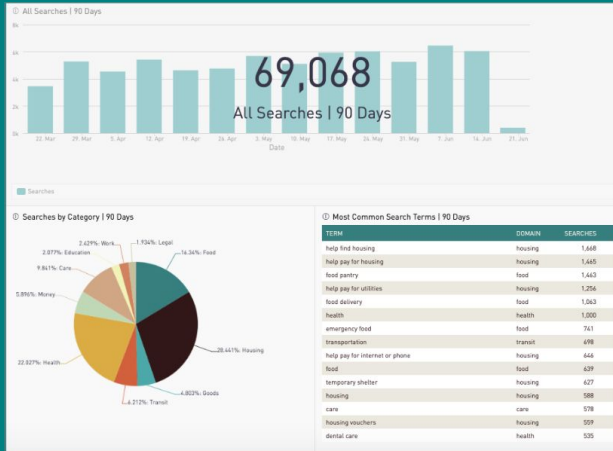 All Searches | 90 Days
8k
6k
4k
2k
0k
69,068
All Searches | 90 Days
22. Mar 29. Mar 5. Apr 12. Apr 19. Apr 26. Apr 3. May 10. May 17. May 24. May 31. May 7. Jun 14. Jun 21. Jun
Date
Searches
Searches by Category | 90 Days
1.934%: Legal
2.629%: Work
2.077%: Education
16.34%: Food
9.841%: Care
5.896%: Money
28.441%: Housing
22.027%: Health
4.803%: Goods
6.212%: Transit
Most Common Search Terms | 90 Days
TERM DOMAIN SEARCHES
help find housing housing 1,668
help pay for housing housing 1,465
food pantry food 1,463
help pay for utilities housing 1,256
food delivery food 1,063
health health 1,000
emergency food food 741
transportation transit 698
help pay for internet or phone housing 646
food food 639
temporary shelter housing 627
housing housing 588
care care 578
housing vouchers housing 559
dental care health 535